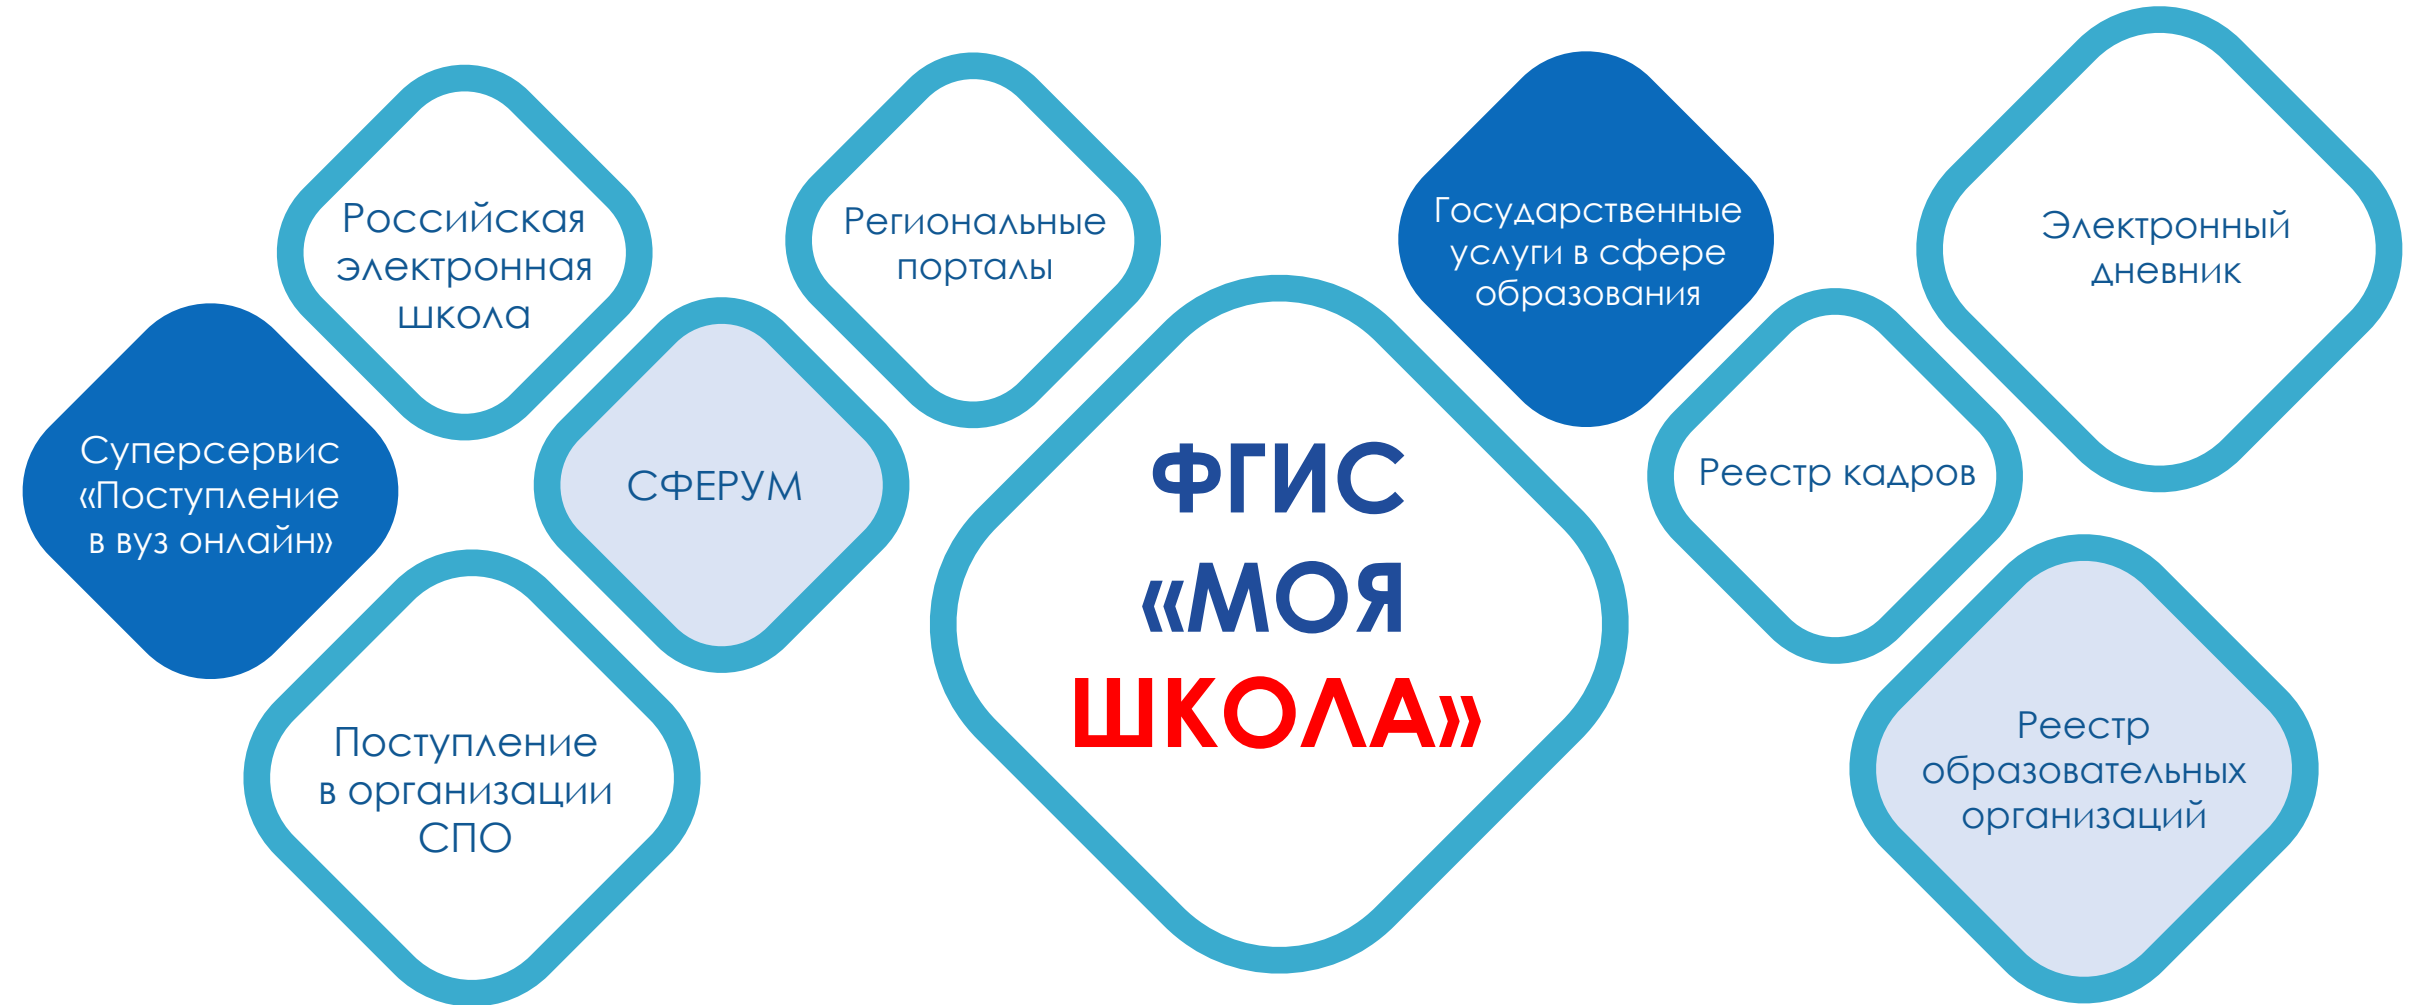 Российская
электронная
школа
Региональные
порталы
Государственные
услуги в сфере
образования
Электронный
дневник
Суперсервис
«Поступление
в вуз онлайн»
СФЕРУМ
ФГИС
«МОЯ
ШКОЛА»
Реестр кадров
Поступление
в организации
СПО
Реестр
образовательных
организаций